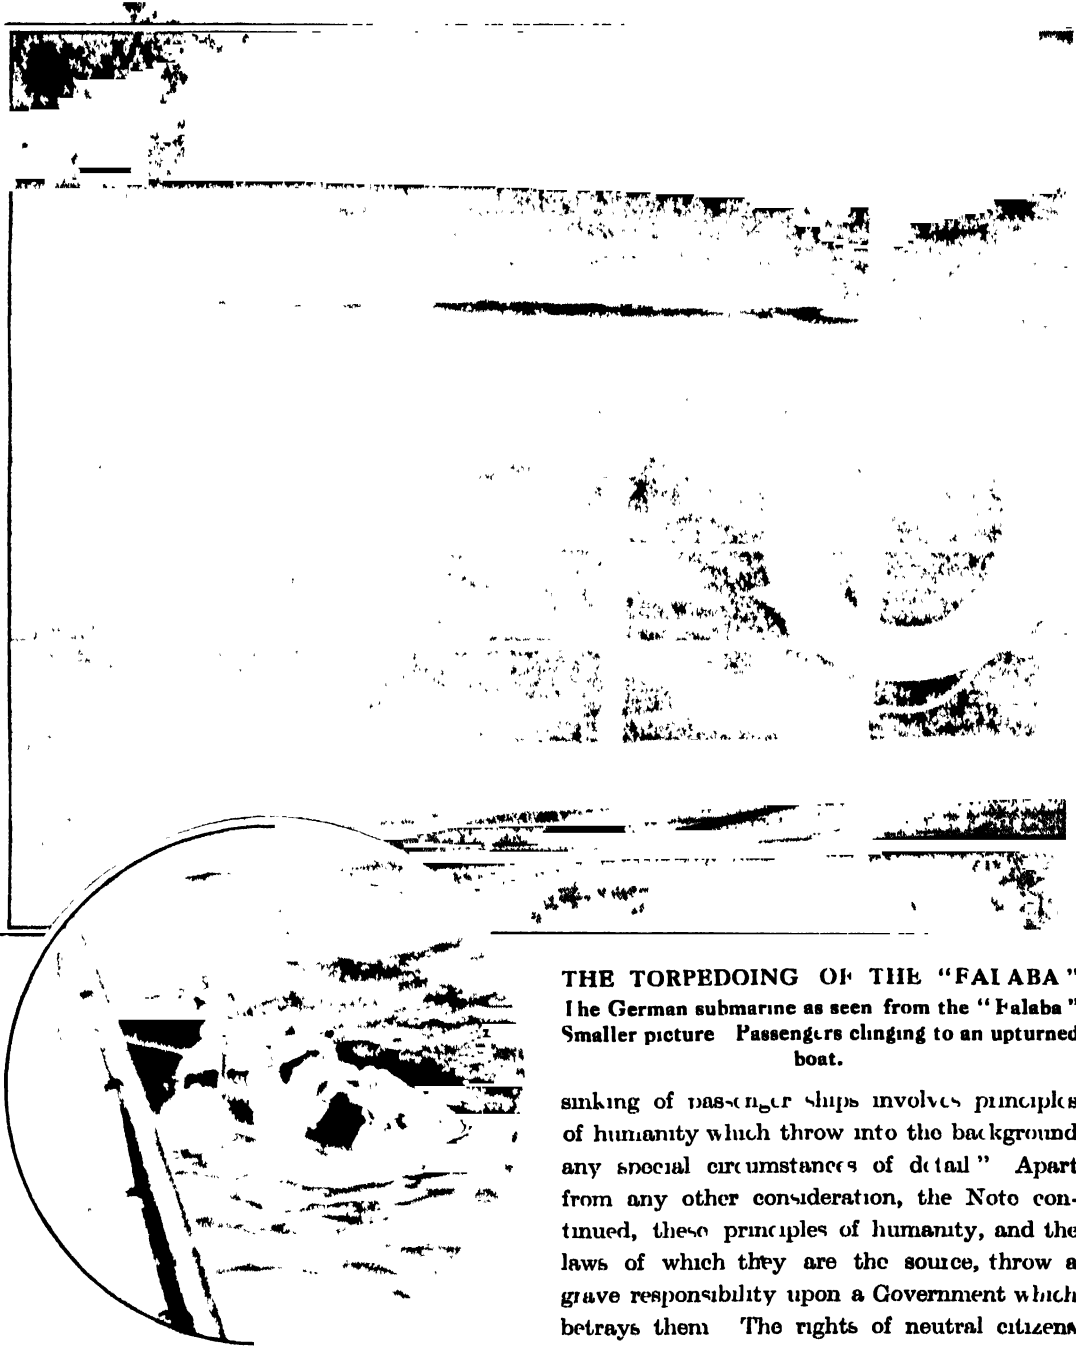 THE TORPEDOING OF THE "FALABA"
The German submarine as seen from the "Falaba"
Smaller picture Passengers clinging to an upturned
boat.
sinking of passenger ships involves principles
of humanity which throw into the background
any special circumstances of detail" Apart
from any other consideration, the Note con-
tinued, these principles of humanity, and the
laws of which they are the source, throw a
grave responsibility upon a Government which
betrays them The rights of neutral citizens